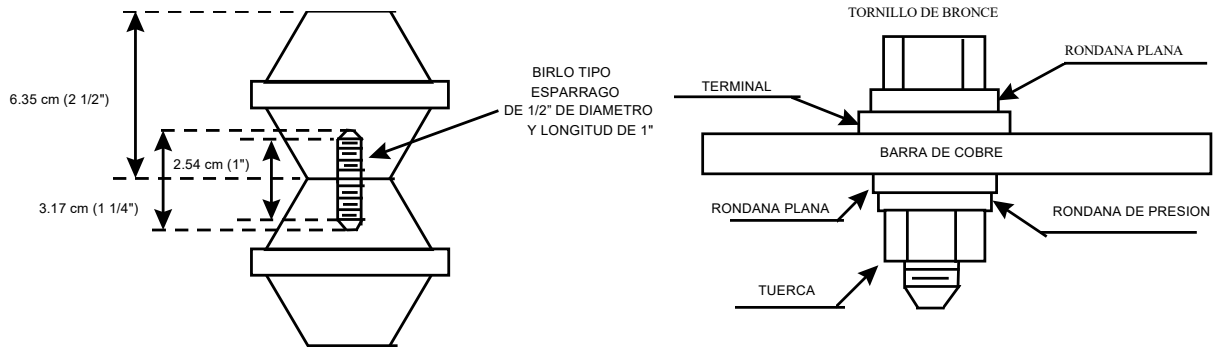 6.35 cm (2 1/2")
2.54 cm (1")
3.17 cm (1 1/4")
BIRLO TIPO
ESPARRAGO
DE 1/2" DE DIAMETRO
Y LONGITUD DE 1"
TORNILLO DE BRONCE
RONDANA PLANA
TERMINAL
BARRA DE COBRE
RONDANA PLANA
RONDANA DE PRESION
TUERCA